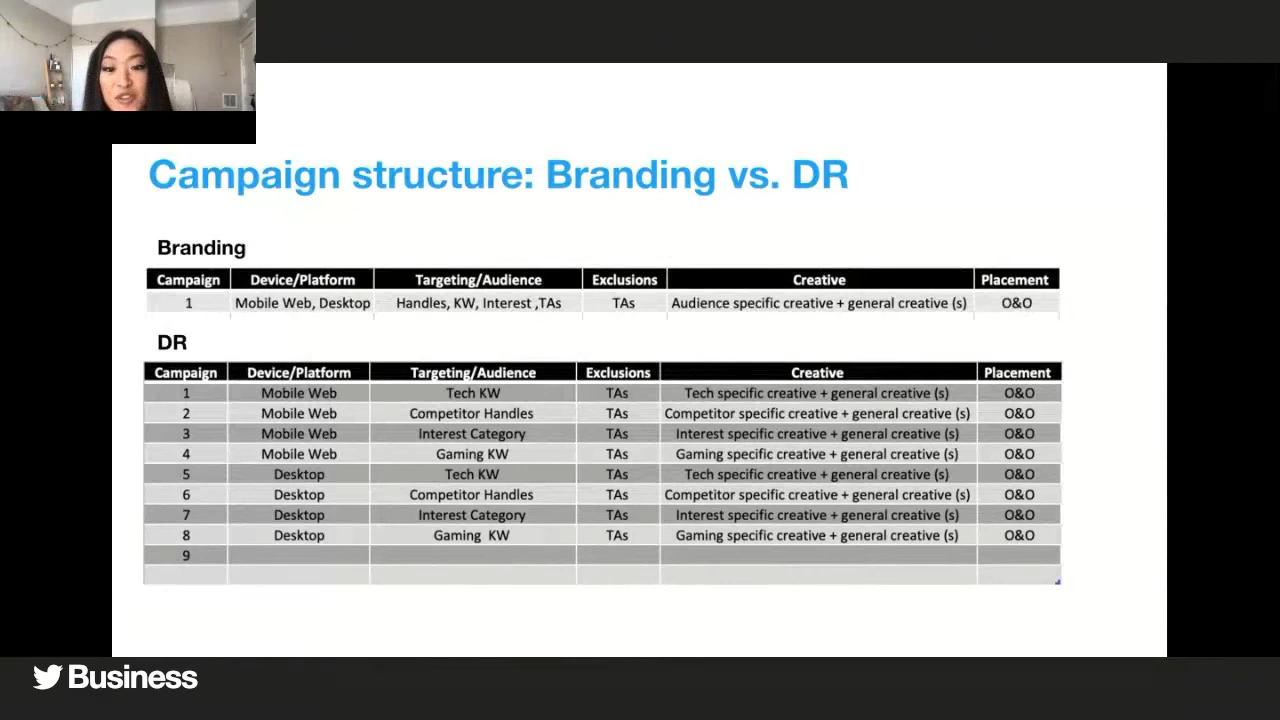 Campaign structure: Branding vs. DR
Branding
Campaign Device/Platform Targeting/Audience Exclusions Creative Placement
1 Mobile Web, Desktop Handles, KW, Interest ,TAs TAs Audience specific creative + general creative (s) O&O
DR
Campaign Device/Platform Targeting/Audience Exclusions Creative Placement
1 Mobile Web Tech KW TAs Tech specific creative + general creative (s) O&O
2 Mobile Web Competitor Handles TAs Competitor specific creative + general creative (s) O&O
3 Mobile Web Interest Category TAs Interest specific creative + general creative (s) O&O
4 Mobile Web Gaming KW TAs Gaming specific creative + general creative (s) O&O
5 Desktop Tech KW TAs Tech specific creative + general creative (s) O&O
6 Desktop Competitor Handles TAs Competitor specific creative + general creative (s) O&O
7 Desktop Interest Category TAs Interest specific creative + general creative (s) O&O
8 Desktop Gaming KW TAs Gaming specific creative + general creative (s) O&O
9
Business